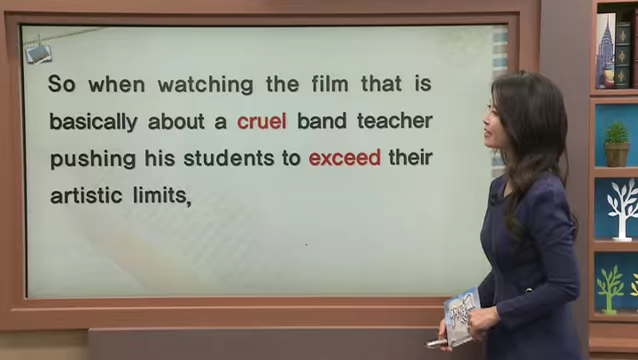 So when watching the film that is
basically about a cruel band teacher
pushing his students to exceed their
artistic limits,